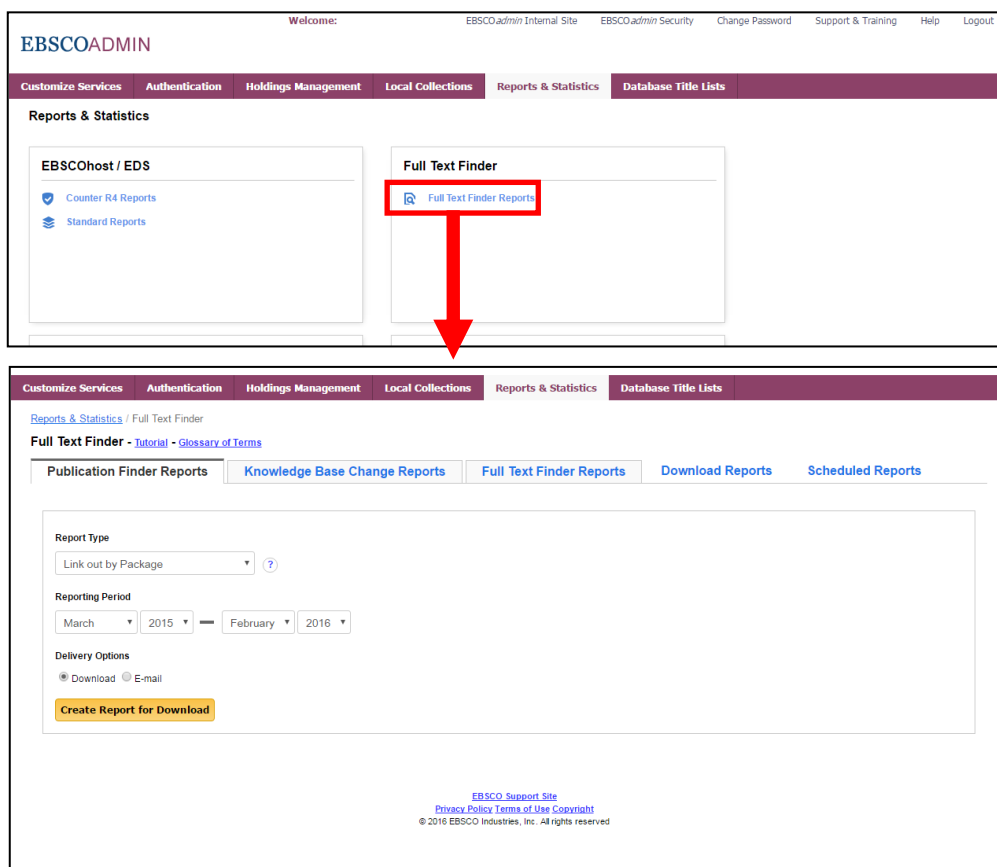 Welcome: EBSCOadmin Internal Site EBSCOadmin Security Change Password Support & Training Help Logout
EBSCOADMIN
Customize Services Authentication Holdings Management Local Collections Reports & Statistics Database Title Lists
Reports & Statistics
EBSCOhost / EDS Full Text Finder
Counter R4 Reports Full Text Finder Reports
Standard Reports
Customize Services Authentication Holdings Management Local Collections Reports & Statistics Database Title Lists
Reports & Statistics / Full Text Finder
Full Text Finder - Tutorial - Glossary of Terms
Publication Finder Reports Knowledge Base Change Reports Full Text Finder Reports Download Reports Scheduled Reports
Report Type
Link out by Package ?
Reporting Period
March 2015 — February 2016
Delivery Options
Download E-mail
Create Report for Download
EBSCO Support Site
Privacy Policy Terms of Use Copyright
© 2016 EBSCO Industries, Inc. All rights reserved